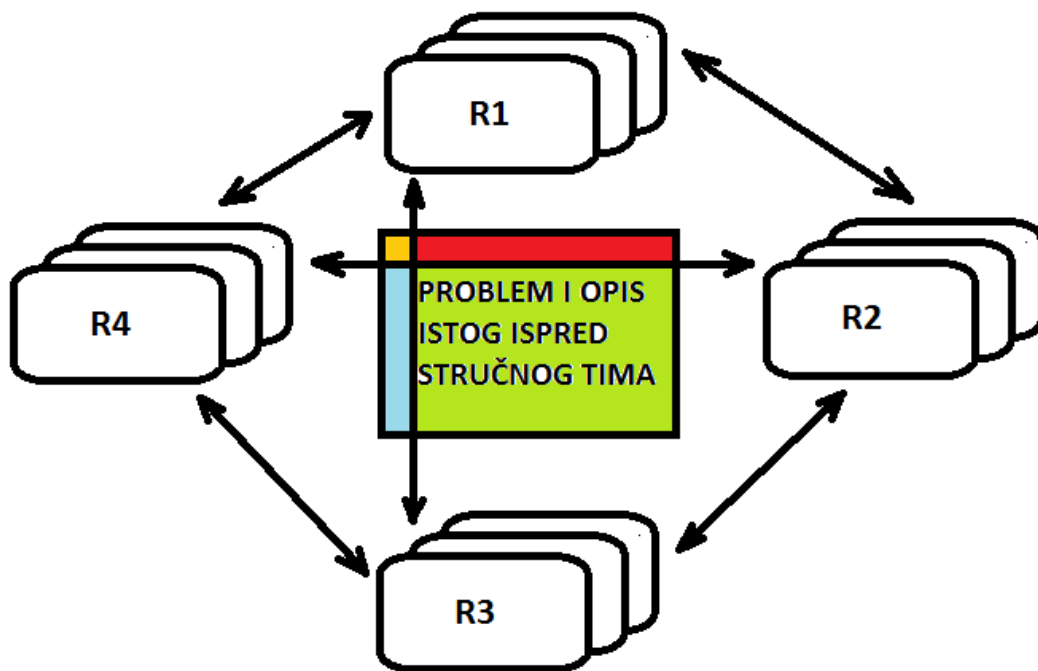 R1
R4
PROBLEM I OPIS
ISTOG ISPRED
STRUČNOG TIMA
R2
R3